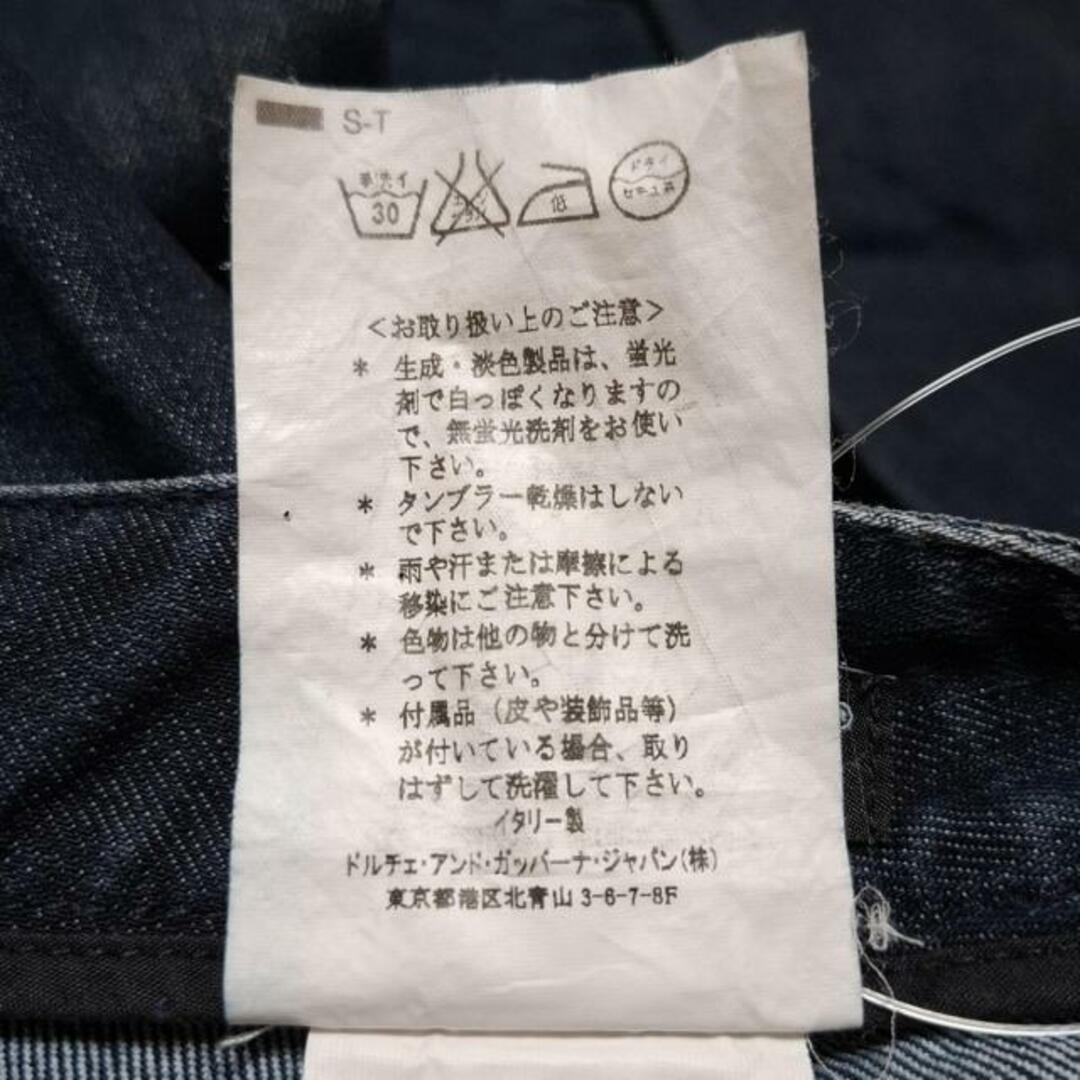 S-T
手洗イ
30
エンソ
サラシ
低
ドライ
セキユ系
<お取り扱い上のご注意>
* 生成・淡色製品は、蛍光
剤で白っぽくなりますの
で、無蛍光洗剤をお使い
下さい。
* タンブラー乾燥はしない
で下さい。
* 雨や汗または摩擦による
移染にご注意下さい。
* 色物は他の物と分けて洗
って下さい。
* 付属品(皮や装飾品等)
が付いている場合、取り
はずして洗濯して下さい。
イタリー製
ドルチェ・アンド・ガッバーナ・ジャパン(株)
東京都港区北青山3-6-7-8F